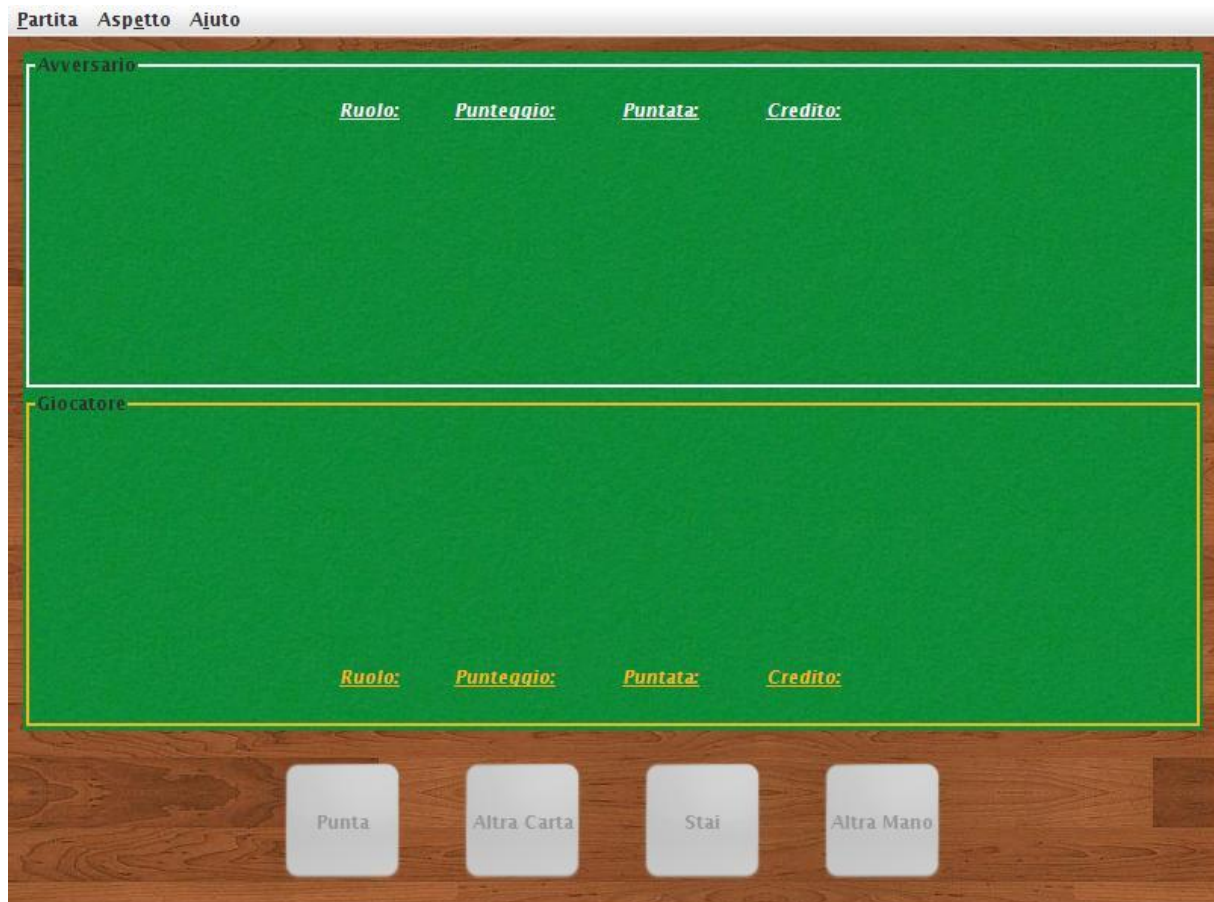 Partita Aspetto Aiuto
Avversario
Ruolo: Punteggio: Puntata: Credito:
Giocatore
Ruolo: Punteggio: Puntata: Credito:
Punta Altra Carta Stai Altra Mano